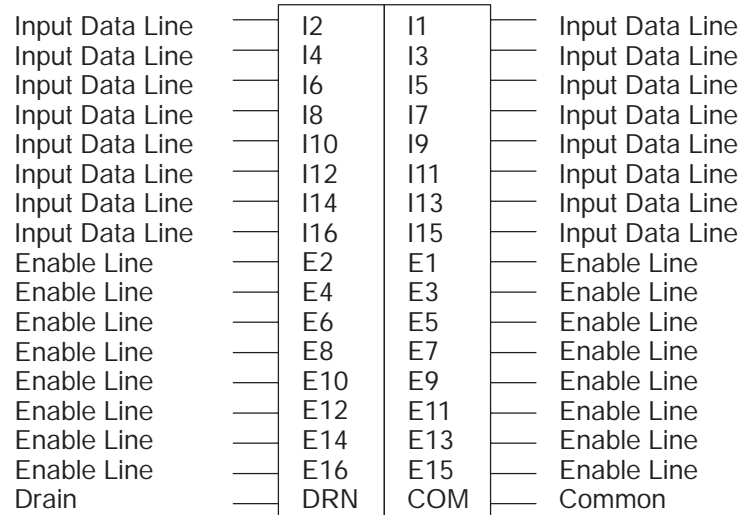 Input Data Line I2 I1 Input Data Line
Input Data Line I4 I3 Input Data Line
Input Data Line I6 I5 Input Data Line
Input Data Line I8 I7 Input Data Line
Input Data Line I10 I9 Input Data Line
Input Data Line I12 I11 Input Data Line
Input Data Line I14 I13 Input Data Line
Input Data Line I16 I15 Input Data Line
Enable Line E2 E1 Enable Line
Enable Line E4 E3 Enable Line
Enable Line E6 E5 Enable Line
Enable Line E8 E7 Enable Line
Enable Line E10 E9 Enable Line
Enable Line E12 E11 Enable Line
Enable Line E14 E13 Enable Line
Enable Line E16 E15 Enable Line
Drain DRN COM Common